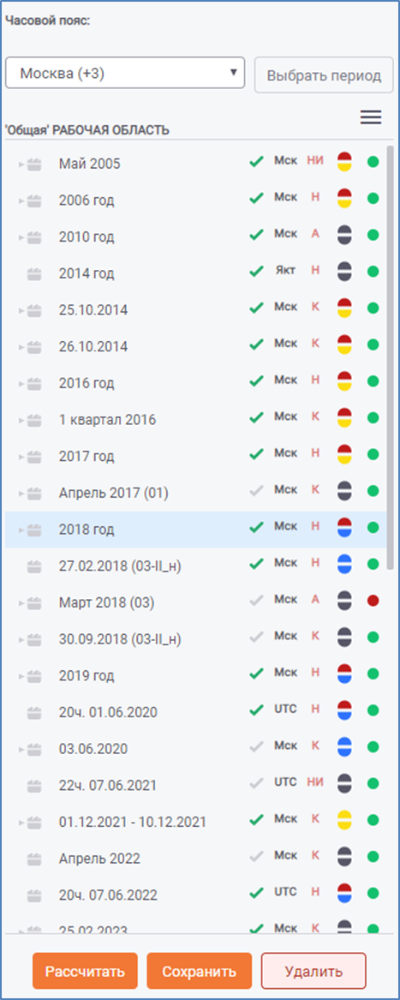 Часовой пояс:
Москва (+3) Выбрать период
'Общая' РАБОЧАЯ ОБЛАСТЬ
Май 2005 Мск НИ
2006 год Мск Н
2010 год Мск А
2014 год Якт Н
25.10.2014 Мск К
26.10.2014 Мск К
2016 год Мск Н
1 квартал 2016 Мск К
2017 год Мск Н
Апрель 2017 (01) Мск К
2018 год Мск Н
27.02.2018 (03-II_н) Мск Н
Март 2018 (03) Мск А
30.09.2018 (03-II_н) Мск К
2019 год Мск Н
20ч. 01.06.2020 UTC Н
03.06.2020 Мск К
22ч. 07.06.2021 UTC НИ
01.12.2021 - 10.12.2021 Мск К
Апрель 2022 Мск К
20ч. 07.06.2022 UTC Н
25.02.2023 Мск К
Рассчитать Сохранить Удалить